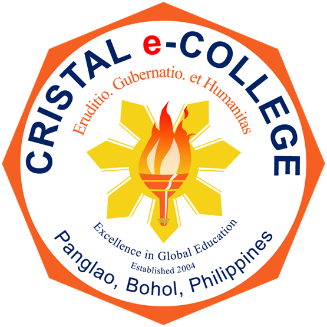 CRISTAL e-COLLEGE
Eruditio. Gubernatio. et Humanitas
Excellence in Global Education
Established 2004
Panglao, Bohol, Philippines